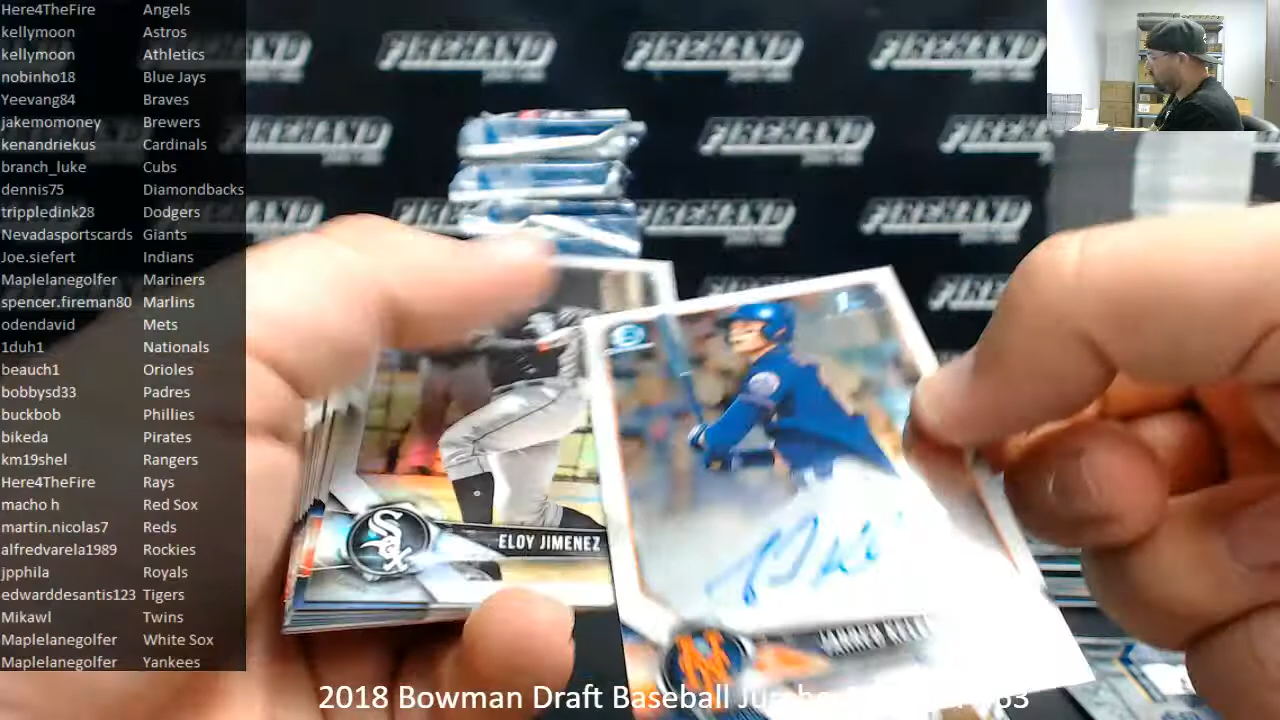 Here4TheFire Angels
kellymoon Astros
kellymoon Athletics
nobinho18 Blue Jays
Yeevang84 Braves
jakemomoney Brewers
kenandriekus Cardinals
branch_luke Cubs
dennis75 Diamondbacks
trippledink28 Dodgers
Nevadasportscards Giants
Joe.siefert Indians
Maplelanegolfer Mariners
spencer.fireman80 Marlins
odendavid Mets
1duh1 Nationals
beauch1 Orioles
bobbysd33 Padres
buckbob Phillies
bikeda Pirates
km19shel Rangers
Here4TheFire Rays
macho h Red Sox
martin.nicolas7 Reds
alfredvarela1989 Rockies
jpphila Royals
edwarddesantis123 Tigers
Mikawl Twins
Maplelanegolfer White Sox
Maplelanegolfer Yankees
FIREHAND FIREHAND FIREHAND
FIREHAND FIREHAND FIREHAND
FIREHAND FIREHAND
Sox
ELOY JIMENEZ
1st
2018 Bowman Draft Baseball